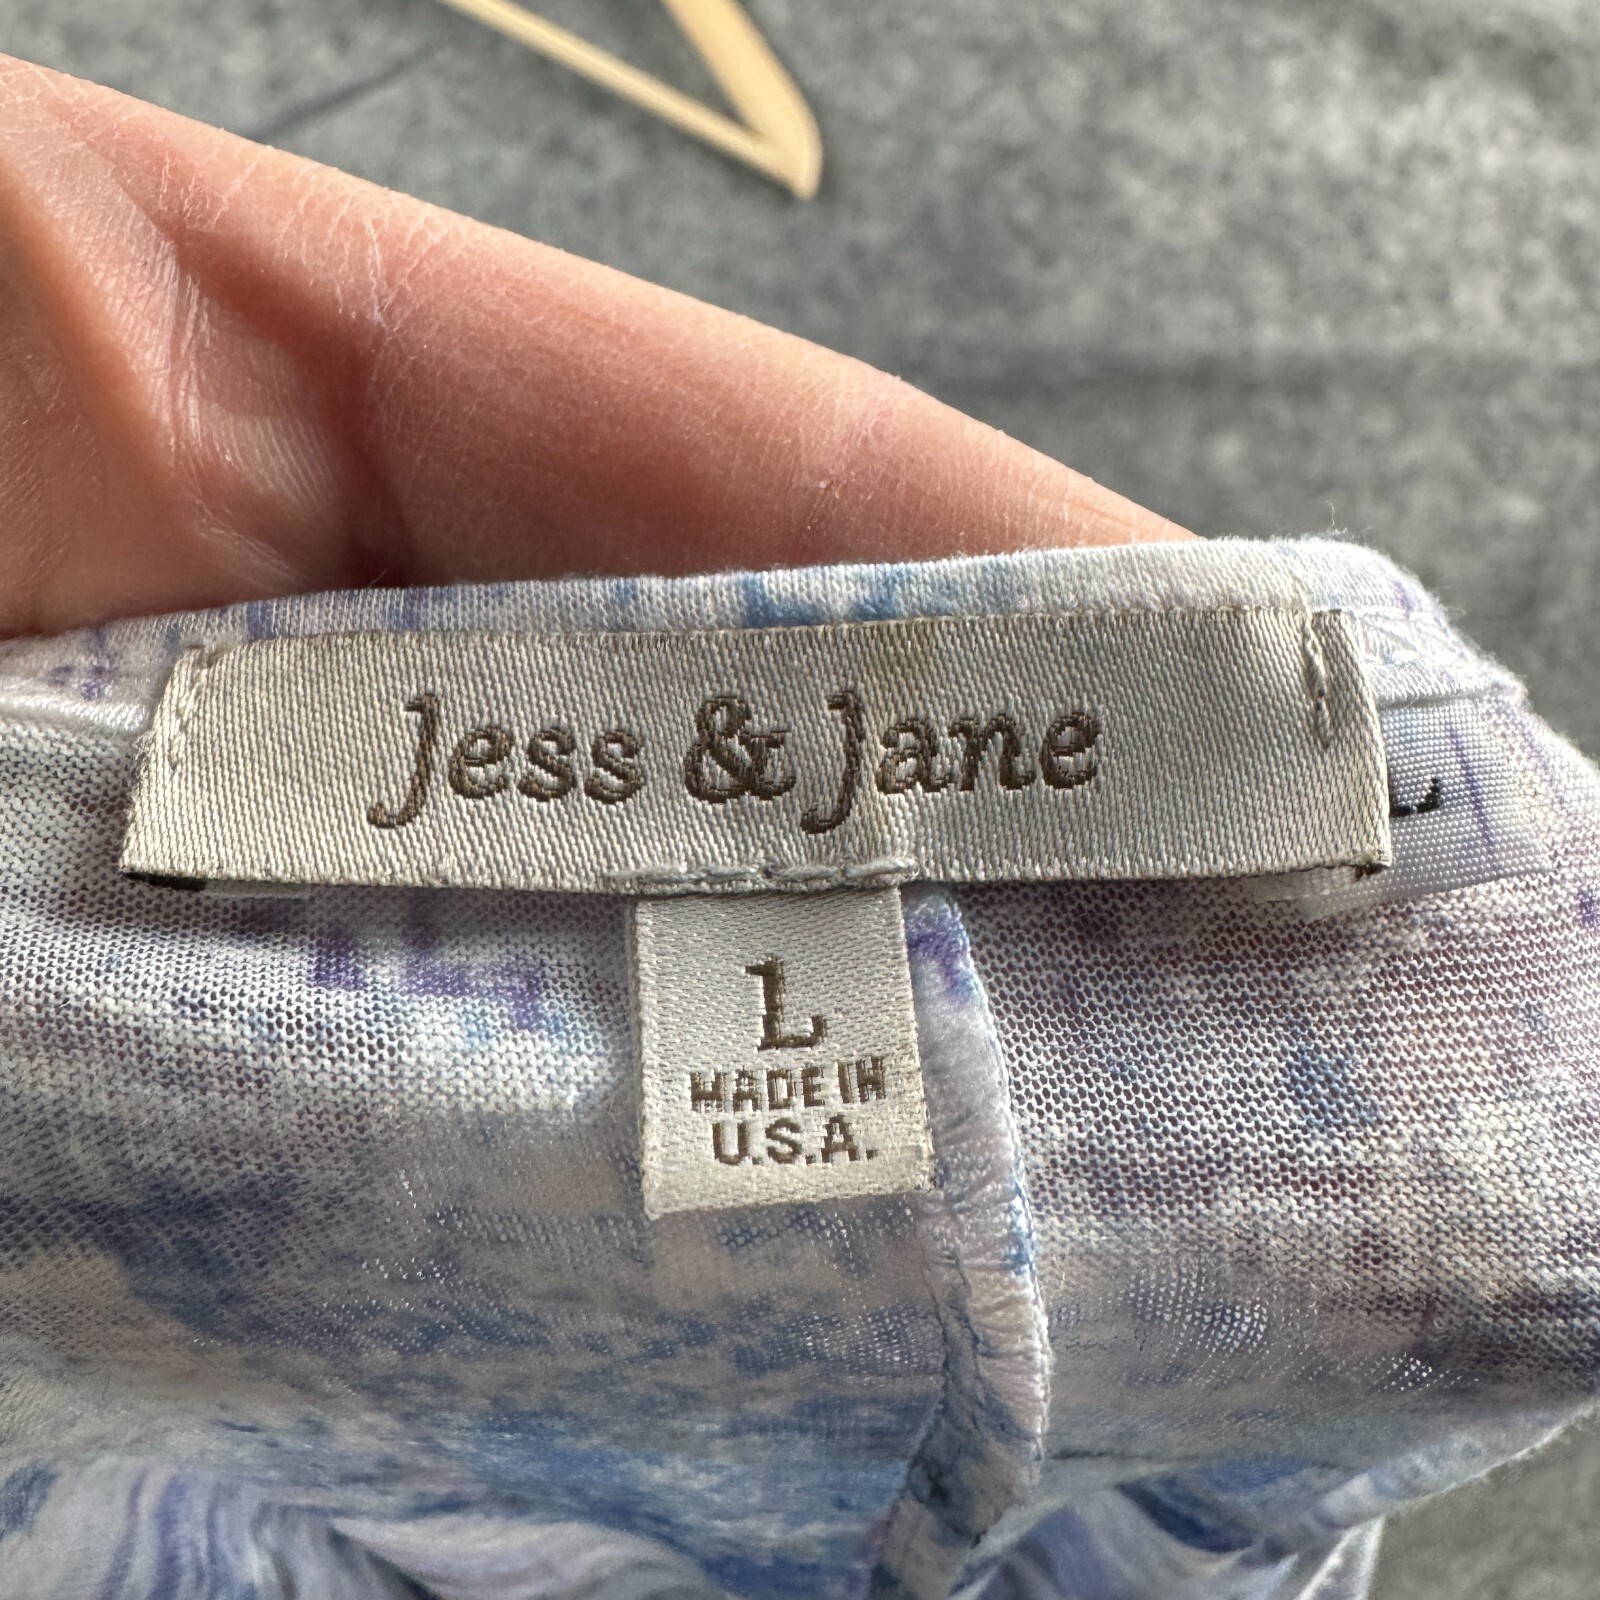 Jess & Jane
L
L
MADE IN
U.S.A.